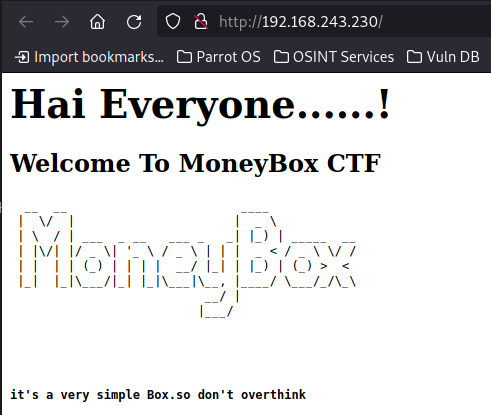 http://192.168.243.230/
Import bookmarks... Parrot OS OSINT Services Vuln DB
Hai Everyone......!
Welcome To MoneyBox CTF
MoneyBox
it's a very simple Box.so don't overthink